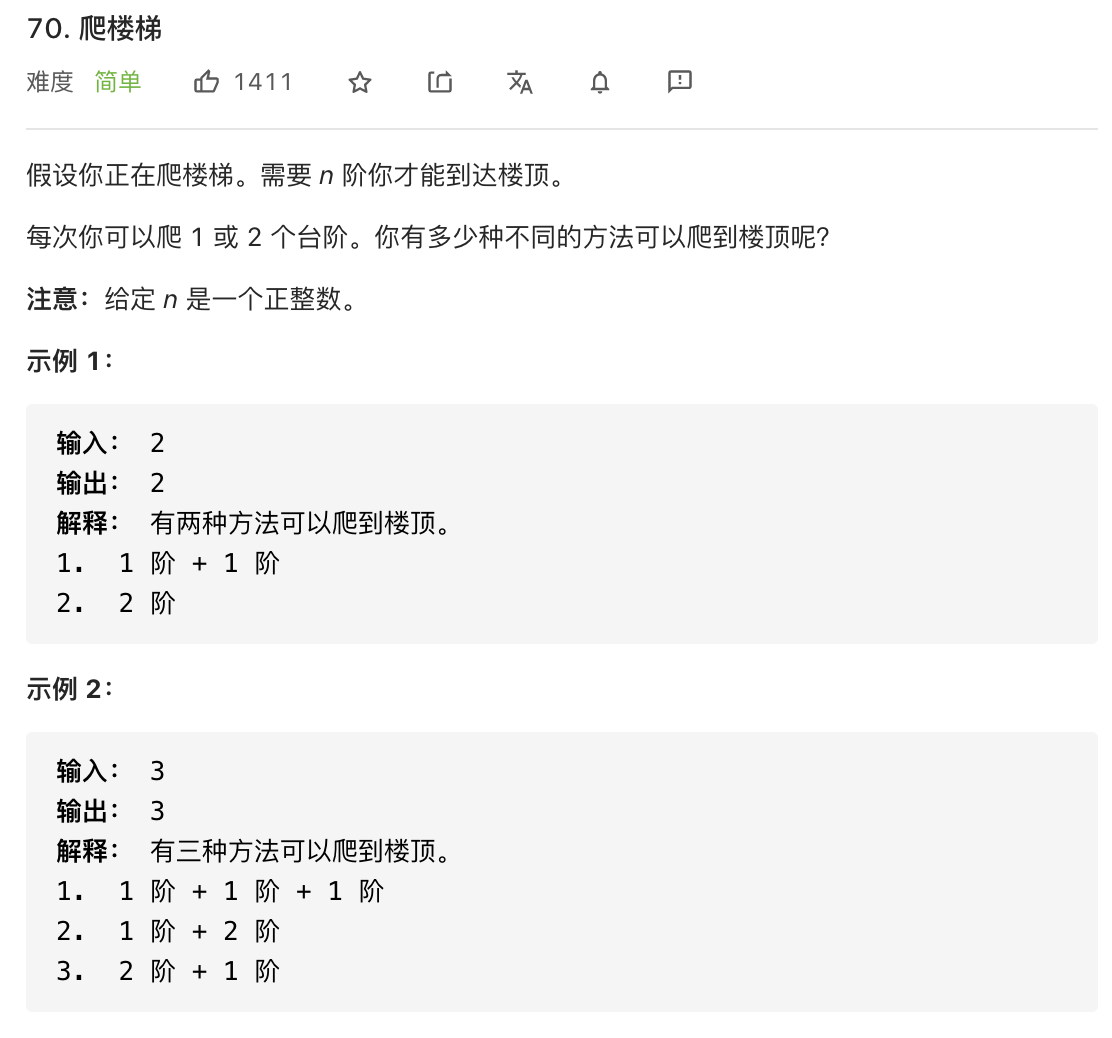 70. 爬楼梯
难度 简单 1411
假设你正在爬楼梯。需要 n 阶你才能到达楼顶。
每次你可以爬 1 或 2 个台阶。你有多少种不同的方法可以爬到楼顶呢?
注意：给定 n 是一个正整数。
示例 1：
输入： 2
输出： 2
解释： 有两种方法可以爬到楼顶。
1. 1 阶 + 1 阶
2. 2 阶
示例 2：
输入： 3
输出： 3
解释： 有三种方法可以爬到楼顶。
1. 1 阶 + 1 阶 + 1 阶
2. 1 阶 + 2 阶
3. 2 阶 + 1 阶